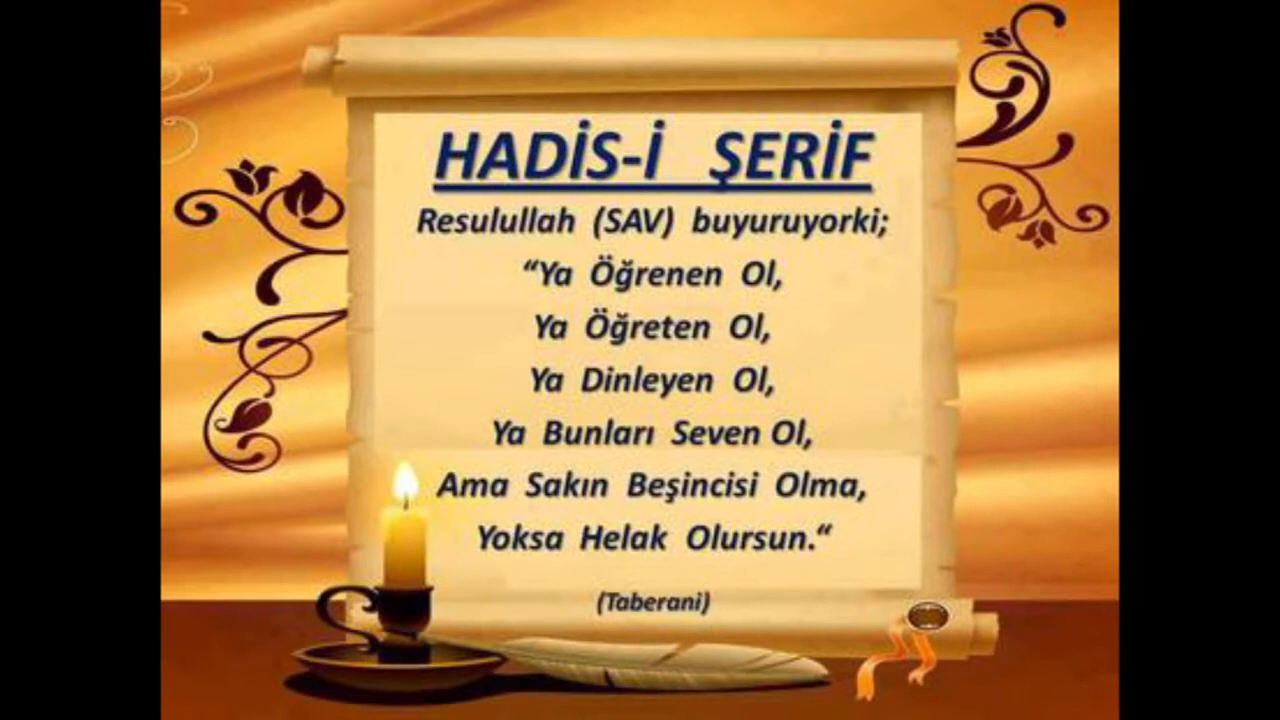 HADİS-İ ŞERİF
Resulullah (SAV) buyuruyorki;
“Ya Öğrenen Ol,
Ya Öğreten Ol,
Ya Dinleyen Ol,
Ya Bunları Seven Ol,
Ama Sakın Beşincisi Olma,
Yoksa Helak Olursun.“
(Taberani)